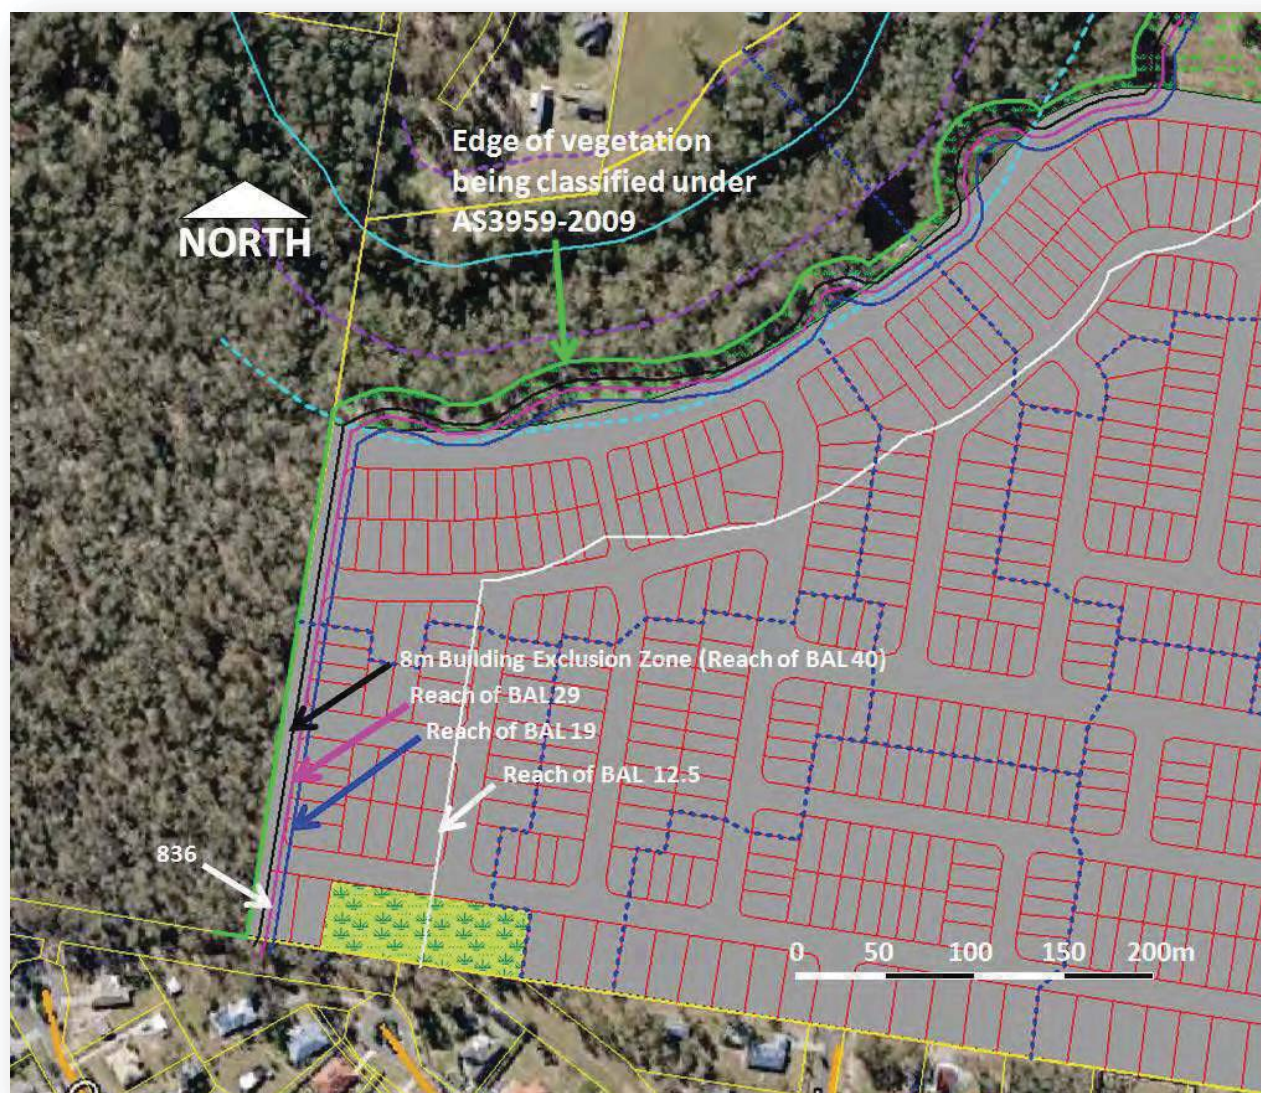 Edge of vegetation
being classified under
AS3959-2009
NORTH
8m Building Exclusion Zone (Reach of BAL 40)
Reach of BAL 29
Reach of BAL 19
Reach of BAL 12.5
836
0 50 100 150 200m